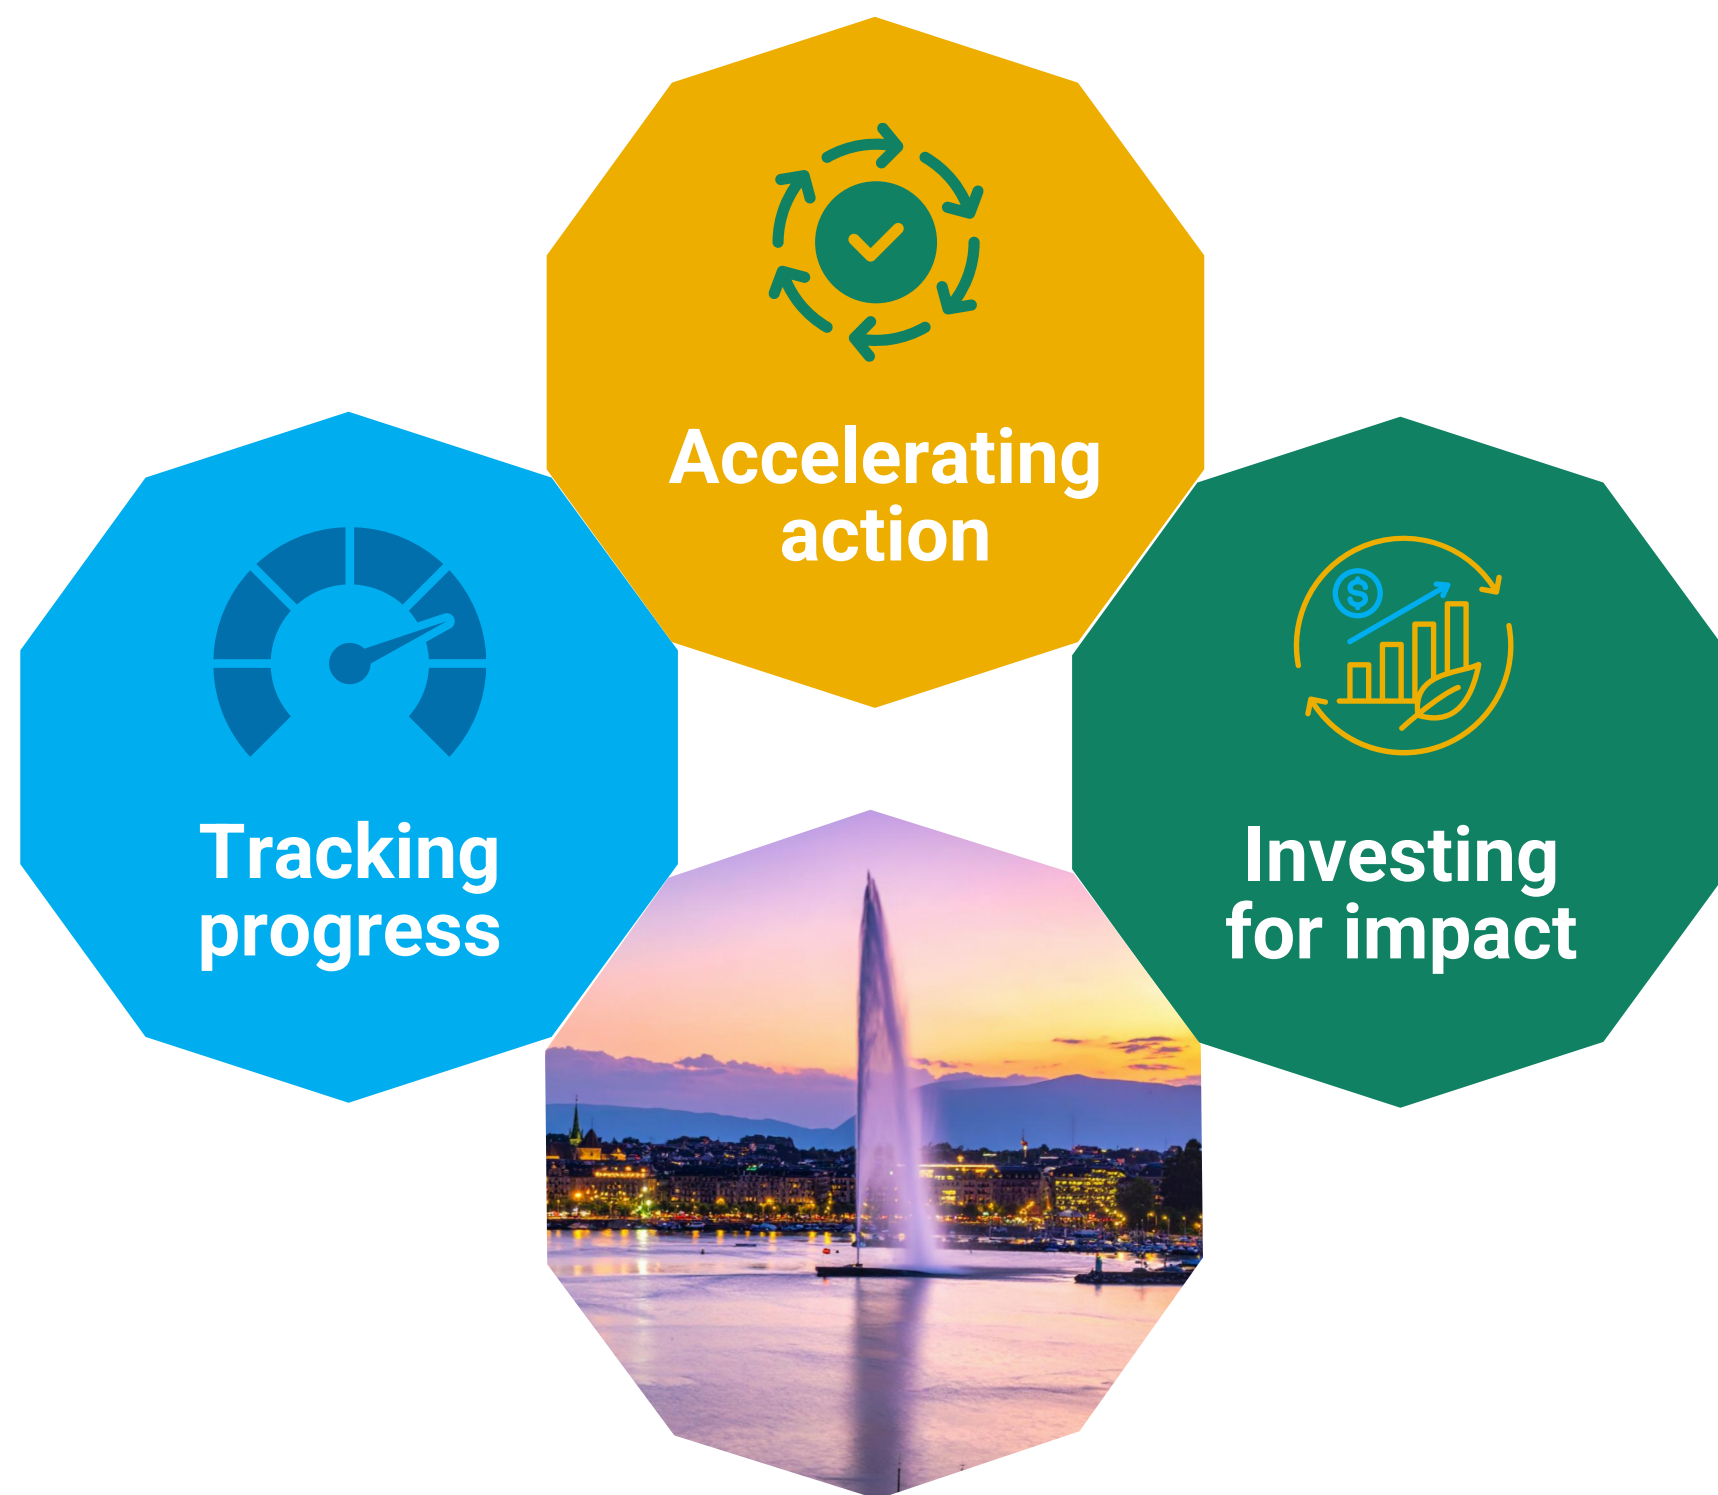 Accelerating
action
Tracking
progress
Investing
for impact
$